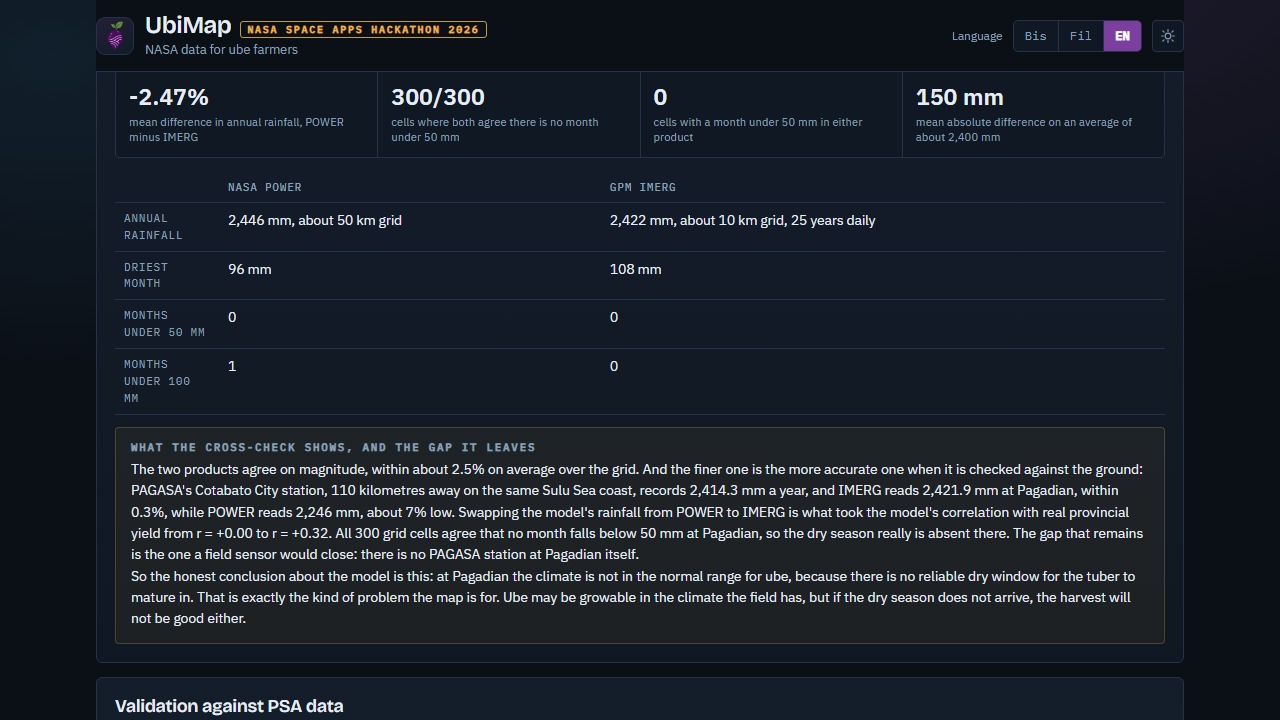 UbiMap NASA SPACE APPS HACKATHON 2026
NASA data for ube farmers
Language Bis Fil EN
-2.47%
mean difference in annual rainfall, POWER
minus IMERG
300/300
cells where both agree there is no month
under 50 mm
0
cells with a month under 50 mm in either
product
150 mm
mean absolute difference on an average of
about 2,400 mm
NASA POWER GPM IMERG
ANNUAL
RAINFALL
2,446 mm, about 50 km grid
2,422 mm, about 10 km grid, 25 years daily
DRIEST
MONTH
96 mm
108 mm
MONTHS
UNDER 50 MM
0
0
MONTHS
UNDER 100
MM
1
0
WHAT THE CROSS-CHECK SHOWS, AND THE GAP IT LEAVES
The two products agree on magnitude, within about 2.5% on average over the grid. And the finer one is the more accurate one when it is checked against the ground:
PAGASA's Cotabato City station, 110 kilometres away on the same Sulu Sea coast, records 2,414.3 mm a year, and IMERG reads 2,421.9 mm at Pagadian, within
0.3%, while POWER reads 2,246 mm, about 7% low. Swapping the model's rainfall from POWER to IMERG is what took the model's correlation with real provincial
yield from r = +0.00 to r = +0.32. All 300 grid cells agree that no month falls below 50 mm at Pagadian, so the dry season really is absent there. The gap that remains
is the one a field sensor would close: there is no PAGASA station at Pagadian itself.
So the honest conclusion about the model is this: at Pagadian the climate is not in the normal range for ube, because there is no reliable dry window for the tuber to
mature in. That is exactly the kind of problem the map is for. Ube may be growable in the climate the field has, but if the dry season does not arrive, the harvest will
not be good either.
Validation against PSA data